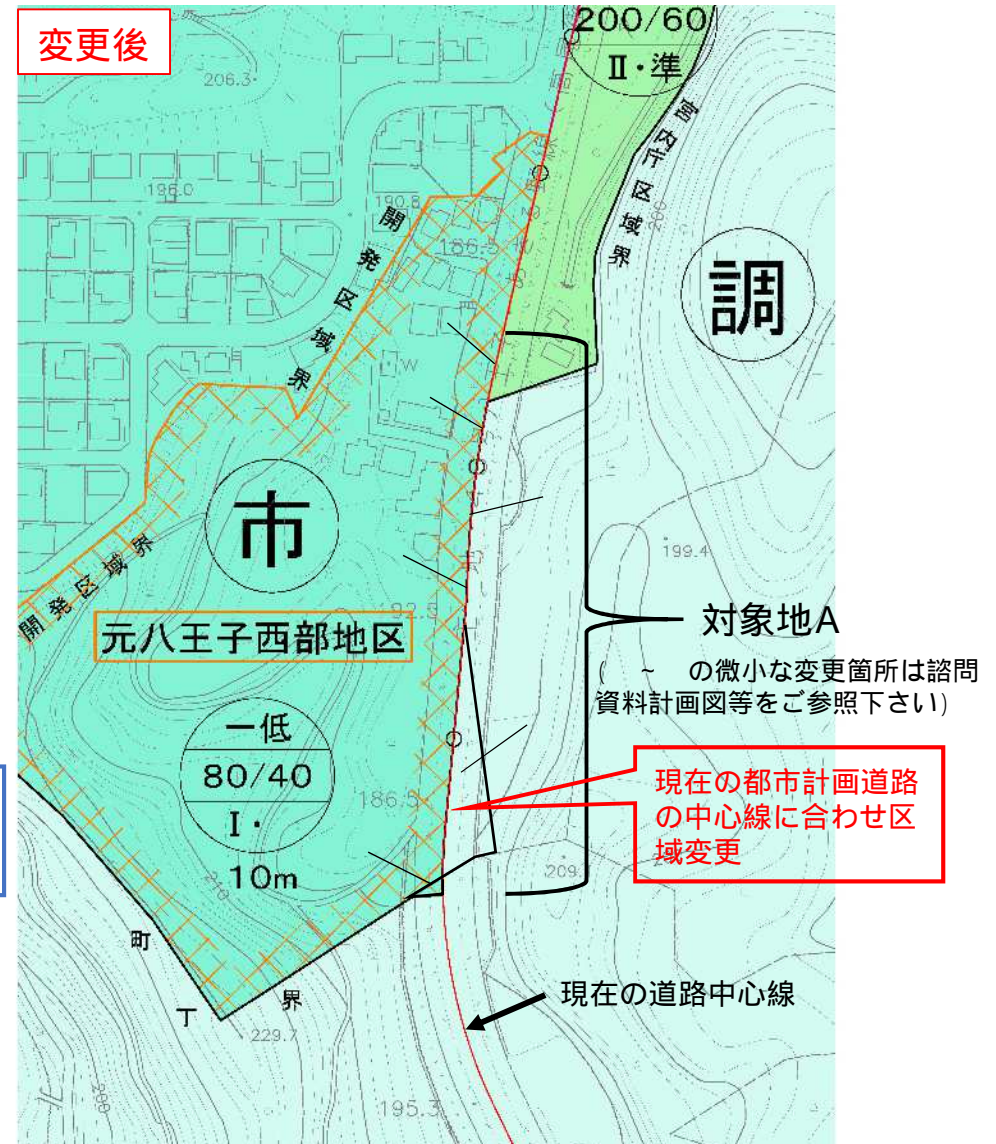 変更後
200/60
Ⅱ・準
206.3
宮内庁区域界
196.0
190.8
開発区域界
186.5
200
調
W
市
199.4
開発区域界
元八王子西部地区
対象地A
( ~ の微小な変更箇所は諮問
資料計画図等をご参照下さい)
一低
80/40
Ⅰ・
10m
186.5
現在の都市計画道路
の中心線に合わせ区
域変更
209.
210
町
丁
界
現在の道路中心線
229.7
200
195.3